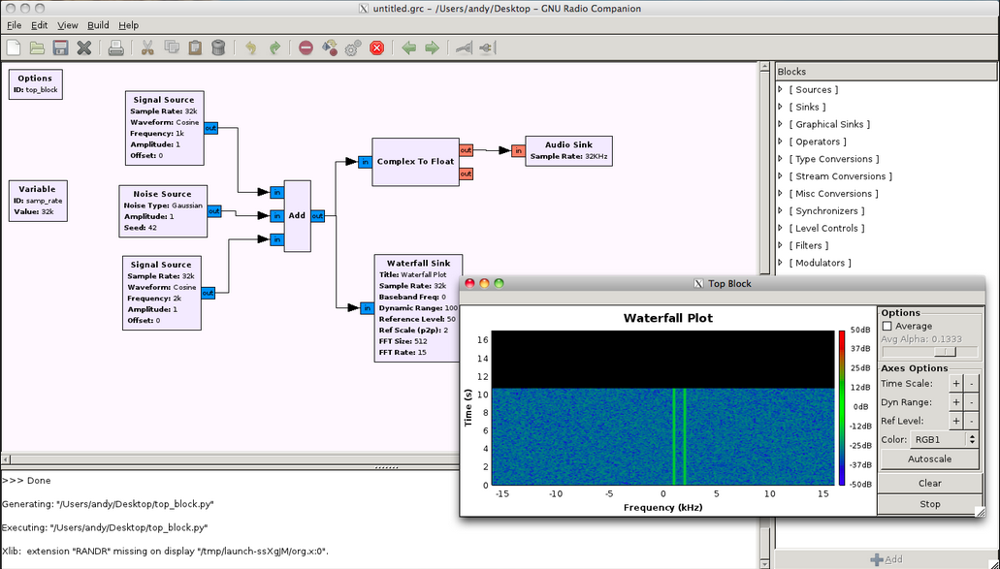 untitled.grc - /Users/andy/Desktop - GNU Radio Companion
File Edit View Build Help
Options
ID: top_block
Variable
ID: samp_rate
Value: 32k
Signal Source
Sample Rate: 32k
Waveform: Cosine
Frequency: 1k
Amplitude: 1
Offset: 0
out
Noise Source
Noise Type: Gaussian
Amplitude: 1
Seed: 42
out
Signal Source
Sample Rate: 32k
Waveform: Cosine
Frequency: 2k
Amplitude: 1
Offset: 0
out
in
in
in
Add
out
in
Complex To Float
out
out
in
Audio Sink
Sample Rate: 32KHz
in
Waterfall Sink
Title: Waterfall Plot
Sample Rate: 32k
Baseband Freq: 0
Dynamic Range: 100
Reference Level: 50
Ref Scale (p2p): 2
FFT Size: 512
FFT Rate: 15
Blocks
[ Sources ]
[ Sinks ]
[ Graphical Sinks ]
[ Operators ]
[ Type Conversions ]
[ Stream Conversions ]
[ Misc Conversions ]
[ Synchronizers ]
[ Level Controls ]
[ Filters ]
[ Modulators ]
Top Block
Waterfall Plot
Time (s)
16
14
12
10
8
6
4
2
0
-15 -10 -5 0 5 10 15
Frequency (kHz)
50dB
37dB
25dB
12dB
0dB
-12dB
-25dB
-37dB
-50dB
Options
Average
Avg Alpha: 0.1333
Axes Options
Time Scale: + -
Dyn Range: + -
Ref Level: + -
Color: RGB1
Autoscale
Clear
Stop
>>> Done
Generating: "/Users/andy/Desktop/top_block.py"
Executing: "/Users/andy/Desktop/top_block.py"
Xlib: extension "RANDR" missing on display "/tmp/launch-ssXgJM/org.x:0".
Add